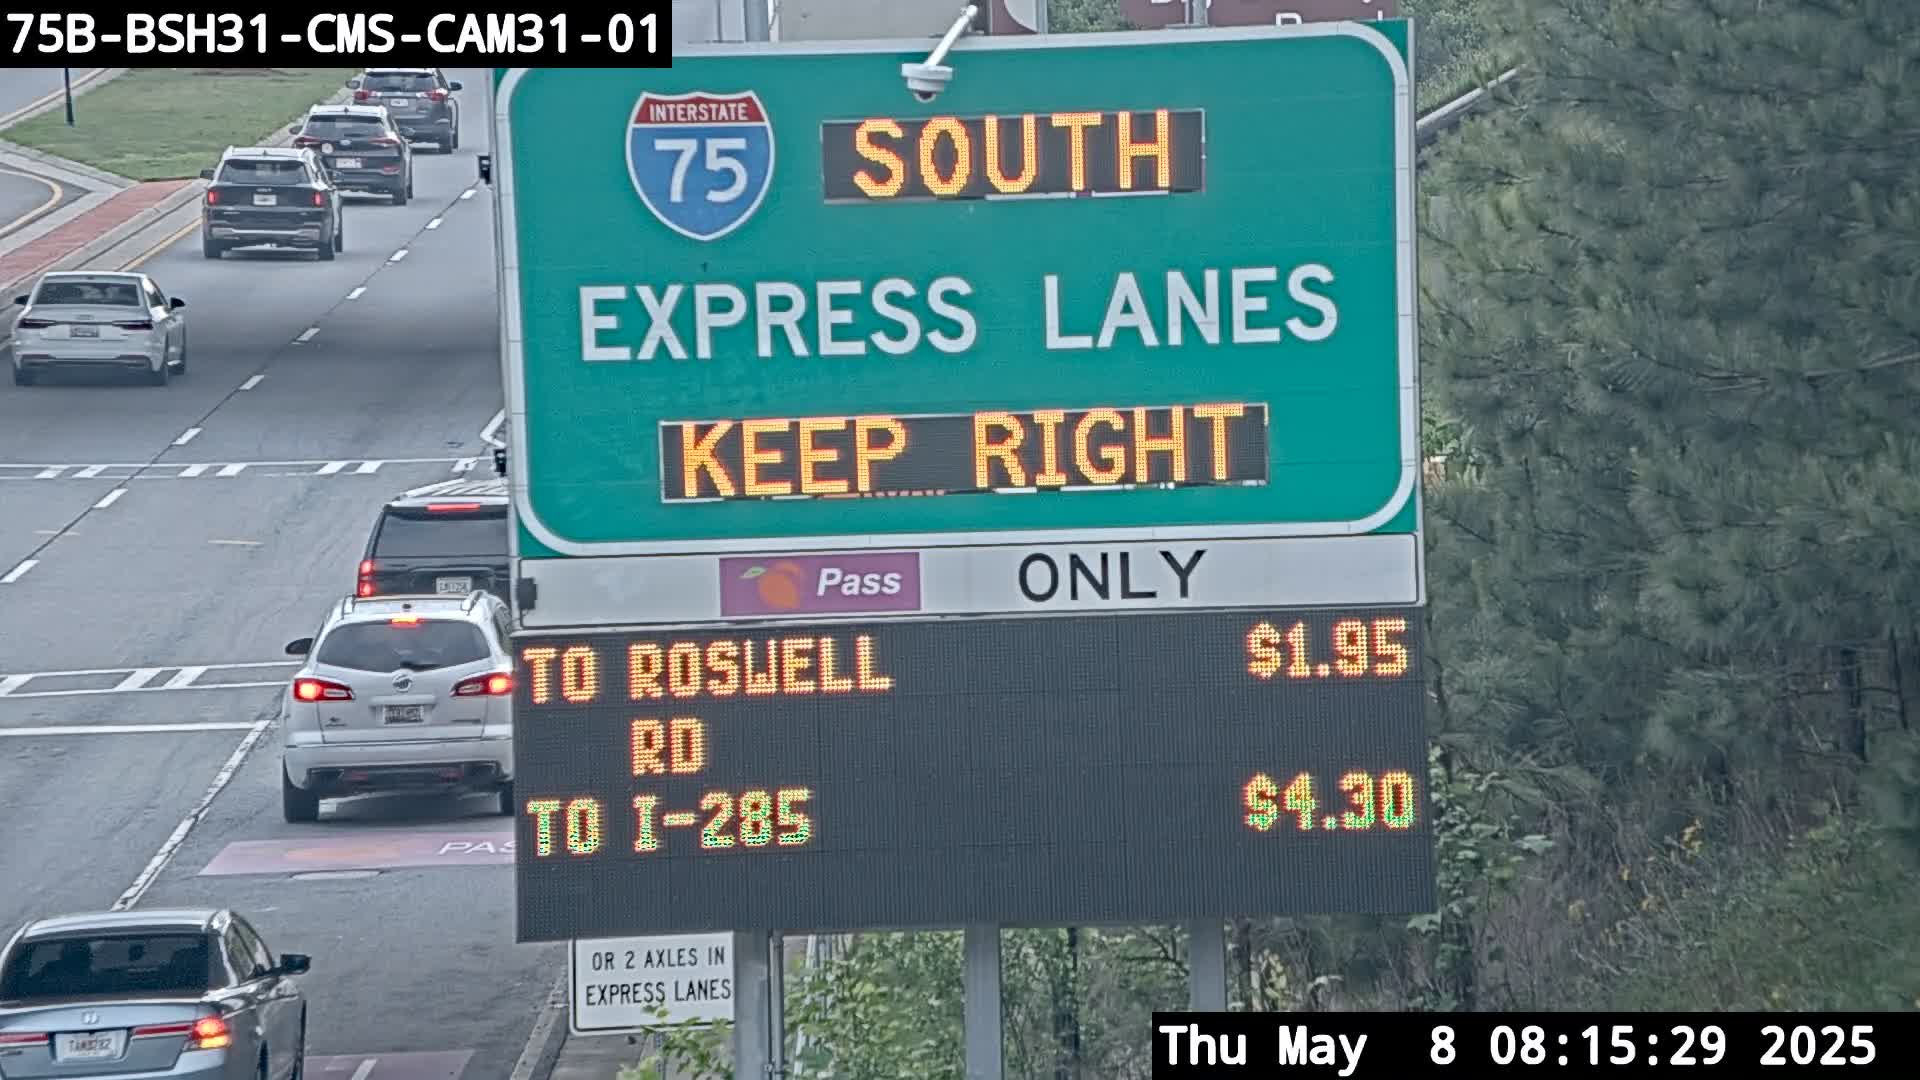 75B-BSH31-CMS-CAM31-01
INTERSTATE
75
SOUTH
EXPRESS LANES
KEEP RIGHT
Pass ONLY
TO ROSWELL $1.95
RD
TO I-285 $4.30
PAS
OR 2 AXLES IN
EXPRESS LANES
Thu May 8 08:15:29 2025